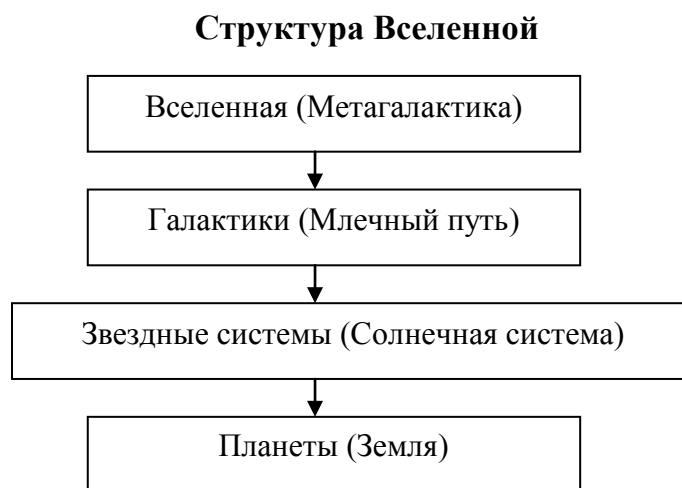 Структура Вселенной
Вселенная (Метагалактика)
Галактики (Млечный путь)
Звездные системы (Солнечная система)
Планеты (Земля)